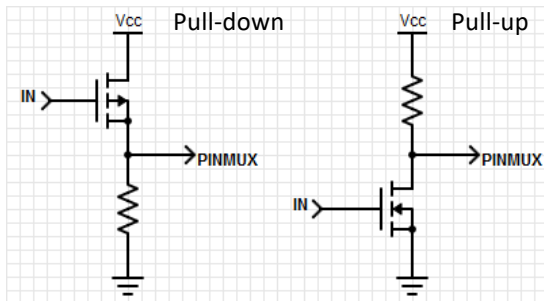 Vcc Pull-down
IN
PINMUX
Vcc Pull-up
PINMUX
IN